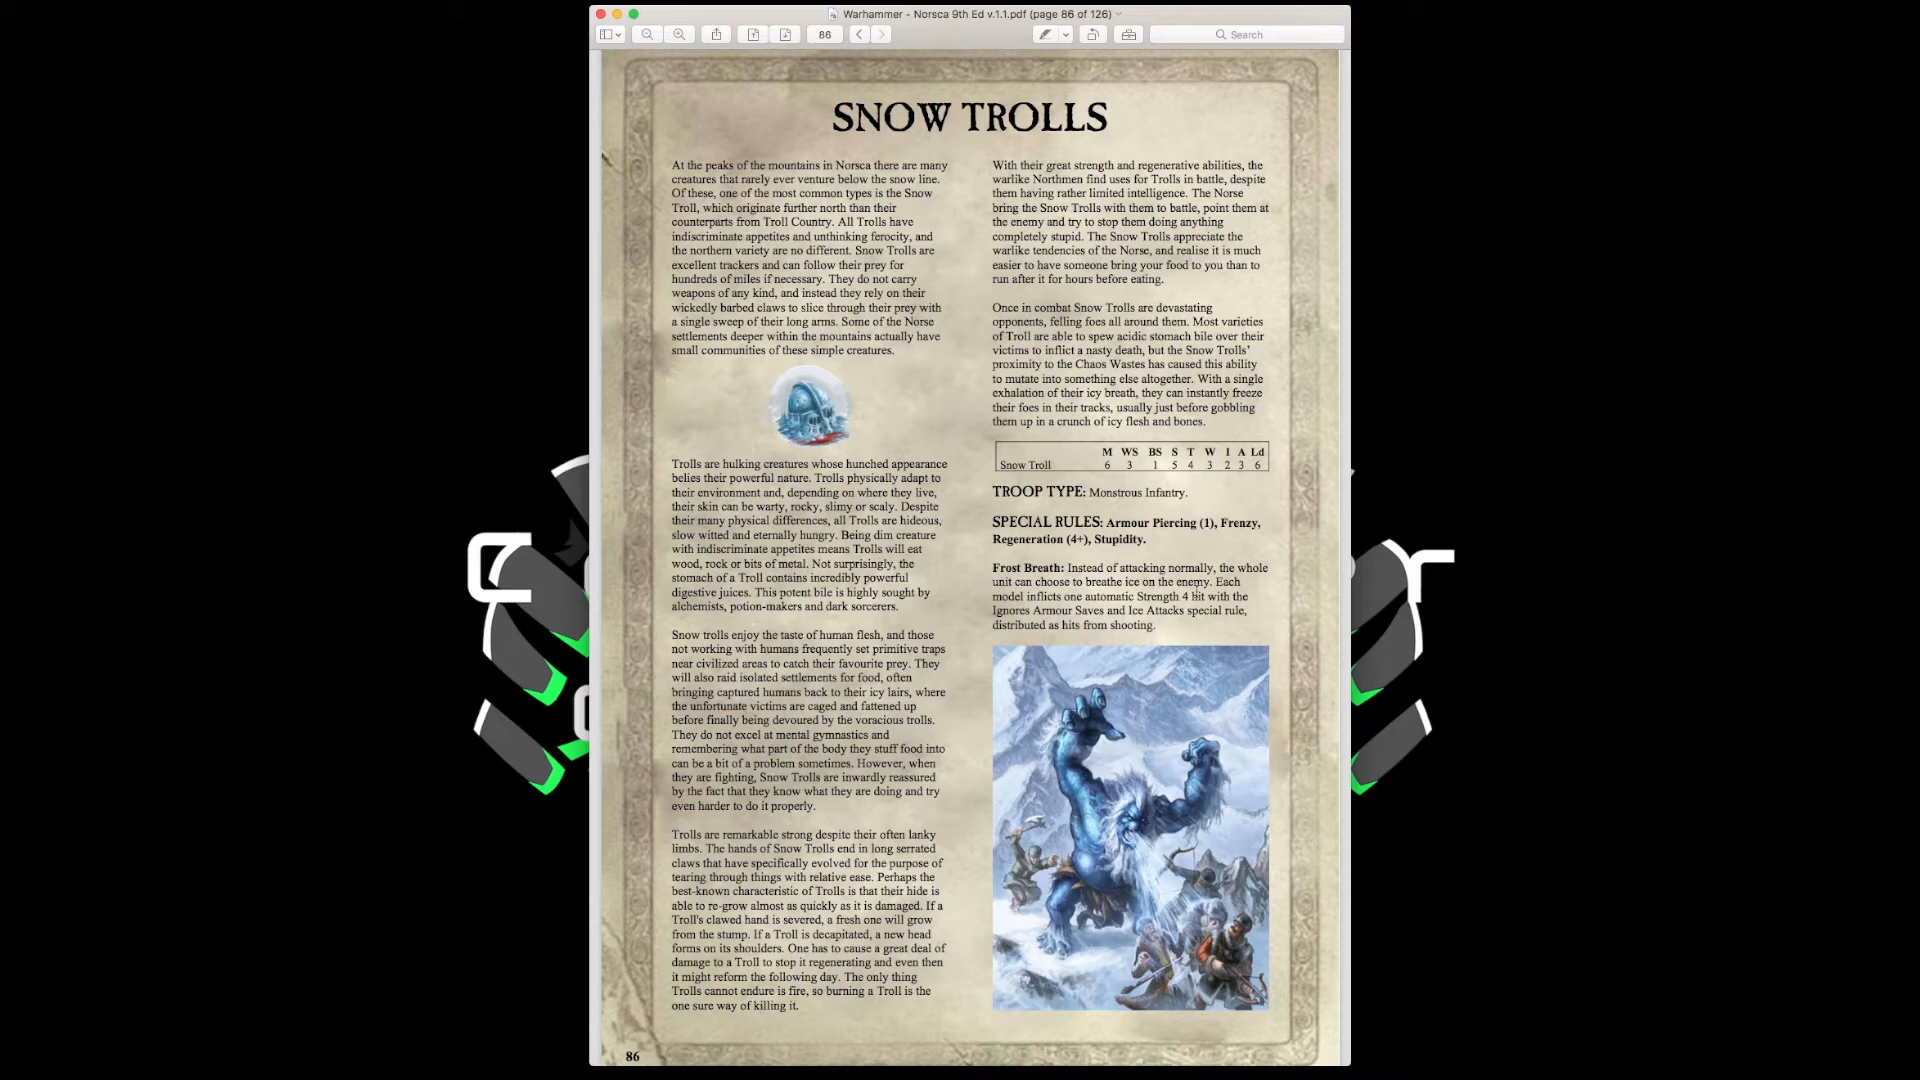 Warhammer - Norsca 9th Ed v.1.1.pdf (page 86 of 126)
86
Search
SNOW TROLLS
At the peaks of the mountains in Norsca there are many
creatures that rarely ever venture below the snow line.
Of these, one of the most common types is the Snow
Troll, which originate further north than their
counterparts from Troll Country. All Trolls have
indiscriminate appetites and unthinking ferocity, and
the northern variety are no different. Snow Trolls are
excellent trackers and can follow their prey for
hundreds of miles if necessary. They do not carry
weapons of any kind, and instead they rely on their
wickedly barbed claws to slice through their prey with
a single sweep of their long arms. Some of the Norse
settlements deeper within the mountains actually have
small communities of these simple creatures.
Trolls are hulking creatures whose hunched appearance
belies their powerful nature. Trolls physically adapt to
their environment and, depending on where they live,
their skin can be warty, rocky, slimy or scaly. Despite
their many physical differences, all Trolls are hideous,
slow witted and eternally hungry. Being dim creature
with indiscriminate appetites means Trolls will eat
wood, rock or bits of metal. Not surprisingly, the
stomach of a Troll contains incredibly powerful
digestive juices. This potent bile is highly sought by
alchemists, potion-makers and dark sorcerers.
Snow trolls enjoy the taste of human flesh, and those
not working with humans frequently set primitive traps
near civilized areas to catch their favourite prey. They
will also raid isolated settlements for food, often
bringing captured humans back to their icy lairs, where
the unfortunate victims are caged and fattened up
before finally being devoured by the voracious trolls.
They do not excel at mental gymnastics and
remembering what part of the body they stuff food into
can be a bit of a problem sometimes. However, when
they are fighting, Snow Trolls are inwardly reassured
by the fact that they know what they are doing and try
even harder to do it properly.
Trolls are remarkable strong despite their often lanky
limbs. The hands of Snow Trolls end in long serrated
claws that have specifically evolved for the purpose of
tearing through things with relative ease. Perhaps the
best-known characteristic of Trolls is that their hide is
able to re-grow almost as quickly as it is damaged. If a
Troll's clawed hand is severed, a fresh one will grow
from the stump. If a Troll is decapitated, a new head
forms on its shoulders. One has to cause a great deal of
damage to a Troll to stop it regenerating and even then
it might reform the following day. The only thing
Trolls cannot endure is fire, so burning a Troll is the
one sure way of killing it.
With their great strength and regenerative abilities, the
warlike Northmen find uses for Trolls in battle, despite
them having rather limited intelligence. The Norse
bring the Snow Trolls with them to battle, point them at
the enemy and try to stop them doing anything
completely stupid. The Snow Trolls appreciate the
warlike tendencies of the Norse, and realise it is much
easier to have someone bring your food to you than to
run after it for hours before eating.
Once in combat Snow Trolls are devastating
opponents, felling foes all around them. Most varieties
of Troll are able to spew acidic stomach bile over their
victims to inflict a nasty death, but the Snow Trolls’
proximity to the Chaos Wastes has caused this ability
to mutate into something else altogether. With a single
exhalation of their icy breath, they can instantly freeze
their foes in their tracks, usually just before gobbling
them up in a crunch of icy flesh and bones.
M WS BS S T W I A Ld
Snow Troll 6 3 1 5 4 3 2 3 6
TROOP TYPE: Monstrous Infantry.
SPECIAL RULES: Armour Piercing (1), Frenzy,
Regeneration (4+), Stupidity.
Frost Breath: Instead of attacking normally, the whole
unit can choose to breathe ice on the enemy. Each
model inflicts one automatic Strength 4 hit with the
Ignores Armour Saves and Ice Attacks special rule,
distributed as hits from shooting.
86